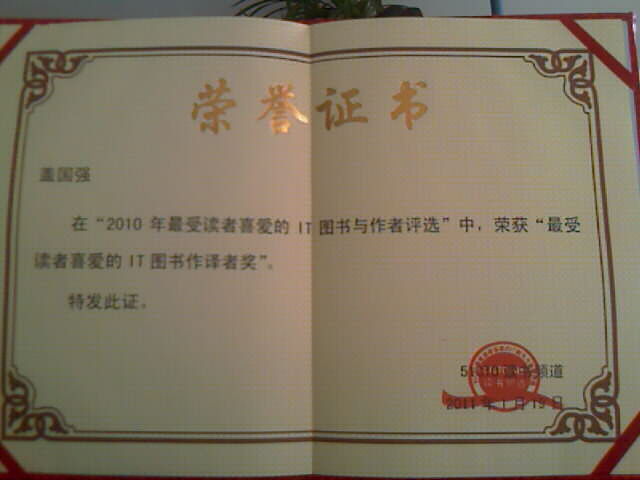 荣誉证书
盖国强
在“2010 年最受读者喜爱的 IT 图书与作者评选”中，荣获“最受
读者喜爱的 IT 图书作译者奖”。
特发此证。
51CTO 读书频道
2011 年 1 月 19 日